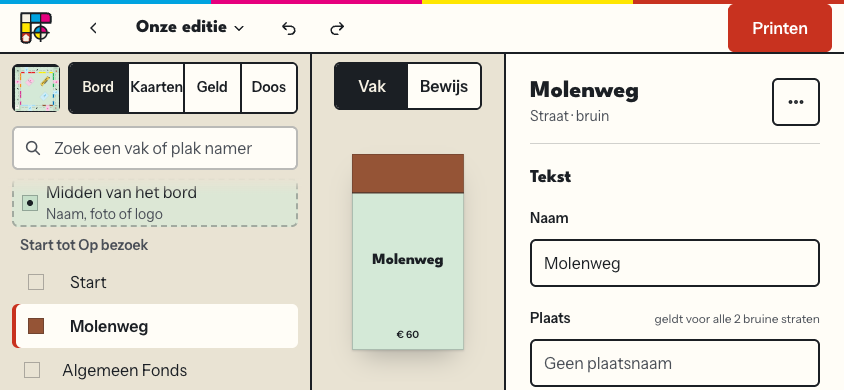 Onze editie
Printen
Bord
Kaarten
Geld
Doos
Zoek een vak of plak namer
Midden van het bord
Naam, foto of logo
Start tot Op bezoek
Start
Molenweg
Algemeen Fonds
Vak
Bewijs
Molenweg
€ 60
Molenweg
Straat · bruin
Tekst
Naam
Molenweg
Plaats
geldt voor alle 2 bruine straten
Geen plaatsnaam